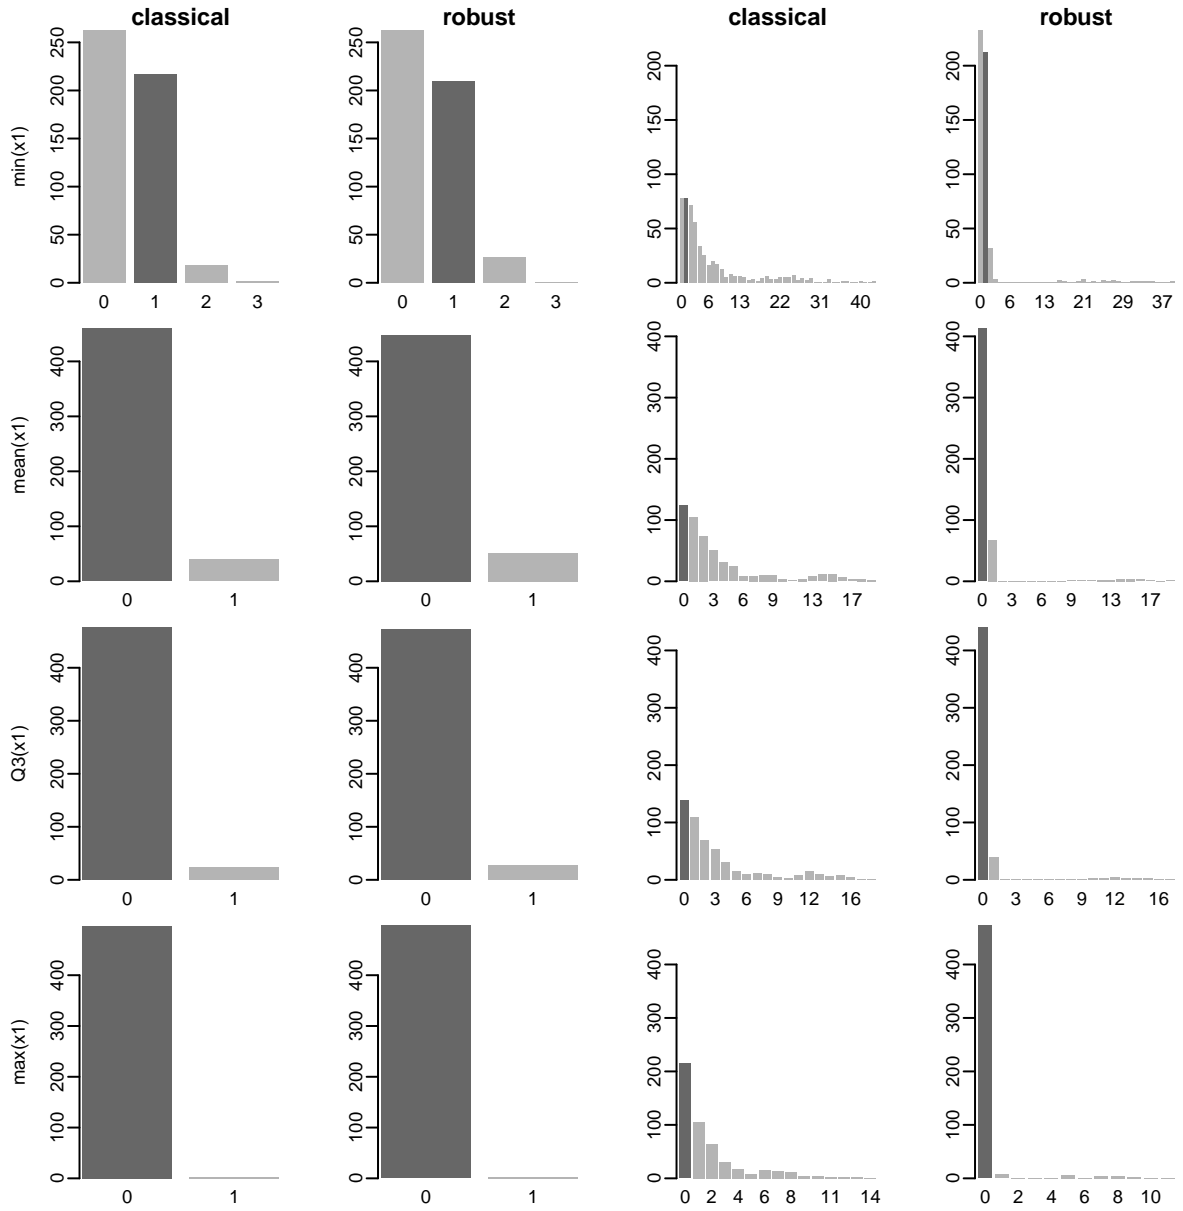 classical robust classical robust
min(x1)
0 50 100 150 200 250
0 1 2 3
0 50 100 150 200 250
0 1 2 3
0 50 100 150 200
0 6 13 22 31 40
0 50 100 150 200
0 6 13 21 29 37
mean(x1)
0 100 200 300 400
0 1
0 100 200 300 400
0 1
0 100 200 300 400
0 3 6 9 13 17
0 100 200 300 400
0 3 6 9 13 17
Q3(x1)
0 100 200 300 400
0 1
0 100 200 300 400
0 1
0 100 200 300 400
0 3 6 9 12 16
0 100 200 300 400
0 3 6 9 12 16
max(x1)
0 100 200 300 400
0 1
0 100 200 300 400
0 1
0 100 200 300 400
0 2 4 6 8 11 14
0 100 200 300 400
0 2 4 6 8 10